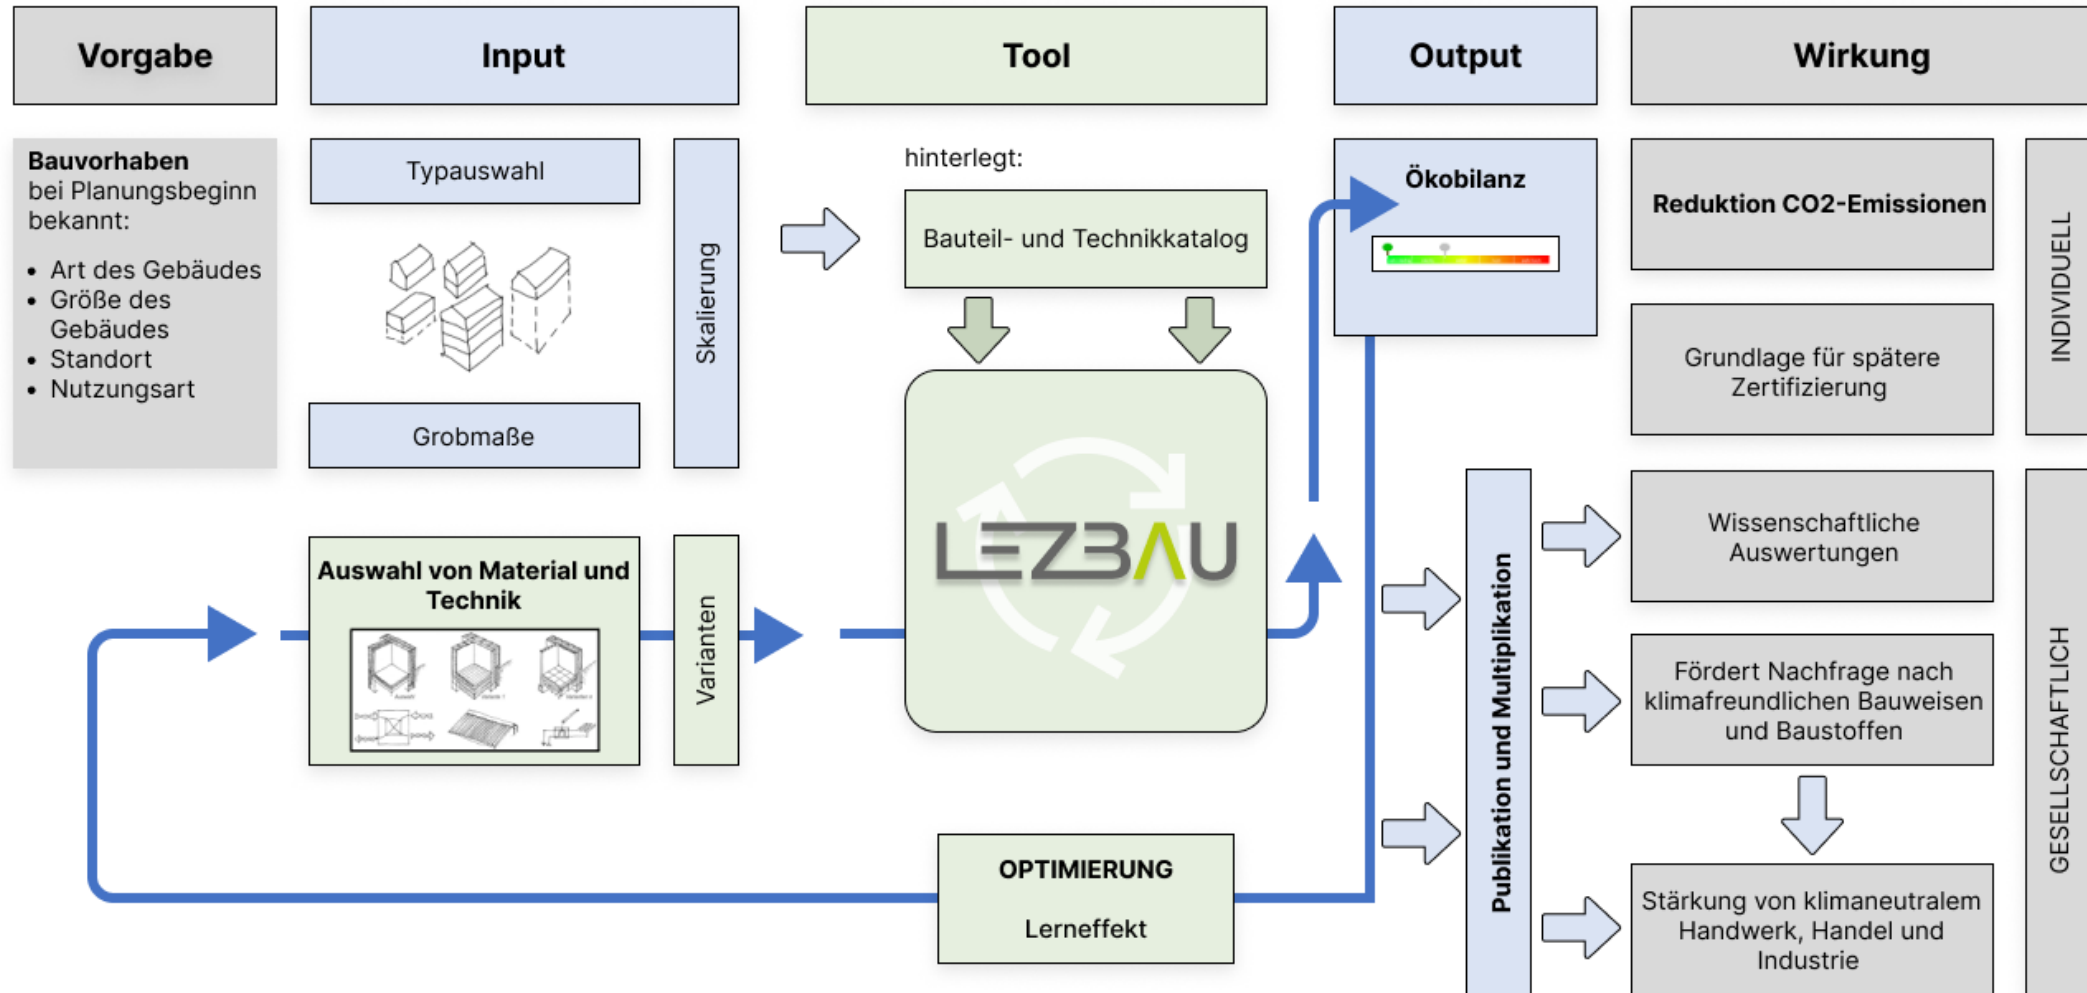 Vorgabe
Input
Tool
Output
Wirkung
Bauvorhaben
bei Planungsbeginn
bekannt:
• Art des Gebäudes
• Größe des
Gebäudes
• Standort
• Nutzungsart
Typauswahl
Grobmaße
Skalierung
Auswahl von Material und
Technik
Varianten
hinterlegt:
Bauteil- und Technikkatalog
LEZBAU
OPTIMIERUNG
Lerneffekt
Ökobilanz
Publikation und Multiplikation
Reduktion CO2-Emissionen
Grundlage für spätere
Zertifizierung
INDIVIDUELL
Wissenschaftliche
Auswertungen
Fördert Nachfrage nach
klimafreundlichen Bauweisen
und Baustoffen
Stärkung von klimaneutralem
Handwerk, Handel und
Industrie
GESELLSCHAFTLICH